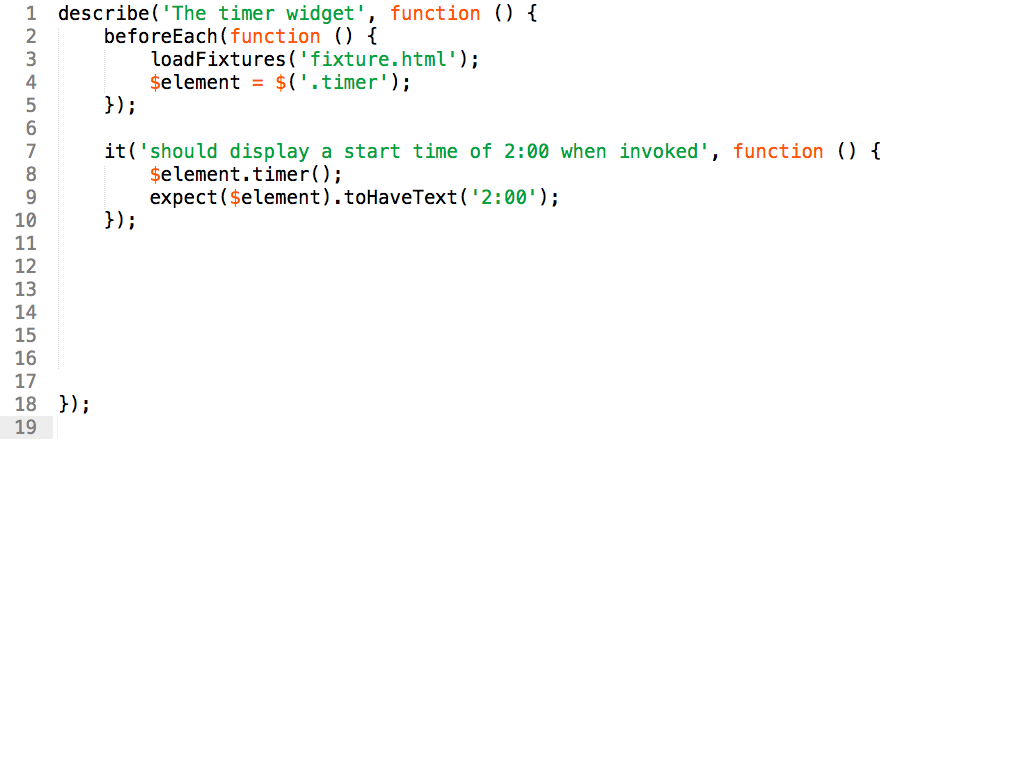 1 describe('The timer widget', function () {
2     beforeEach(function () {
3         loadFixtures('fixture.html');
4         $element = $('.timer');
5     });
6
7     it('should display a start time of 2:00 when invoked', function () {
8         $element.timer();
9         expect($element).toHaveText('2:00');
10     });
11
12
13
14
15
16
17
18 });
19